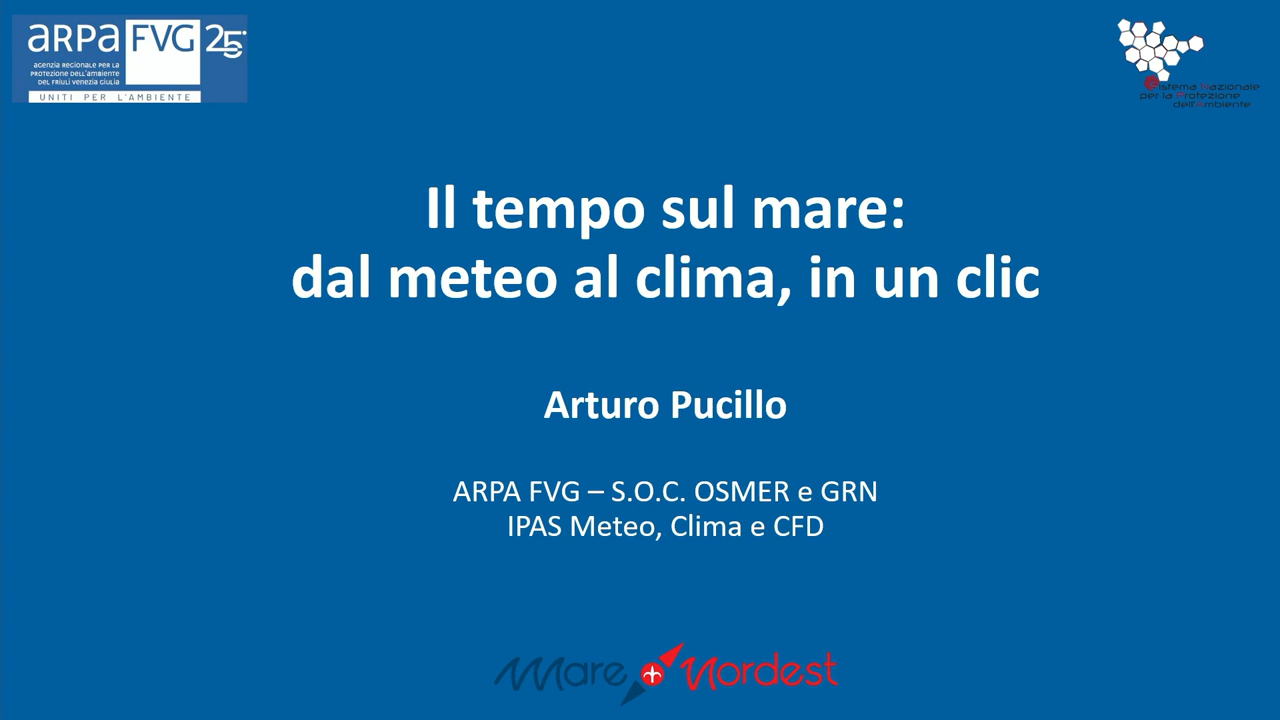 aRPa FVG 25°
agenzia regionale per la
protezione dell'ambiente
del friuli venezia giulia
UNITI PER L'AMBIENTE
Sistema Nazionale
per la Protezione
dell'Ambiente
Il tempo sul mare:
dal meteo al clima, in un clic
Arturo Pucillo
ARPA FVG – S.O.C. OSMER e GRN
IPAS Meteo, Clima e CFD
Mare Nordest